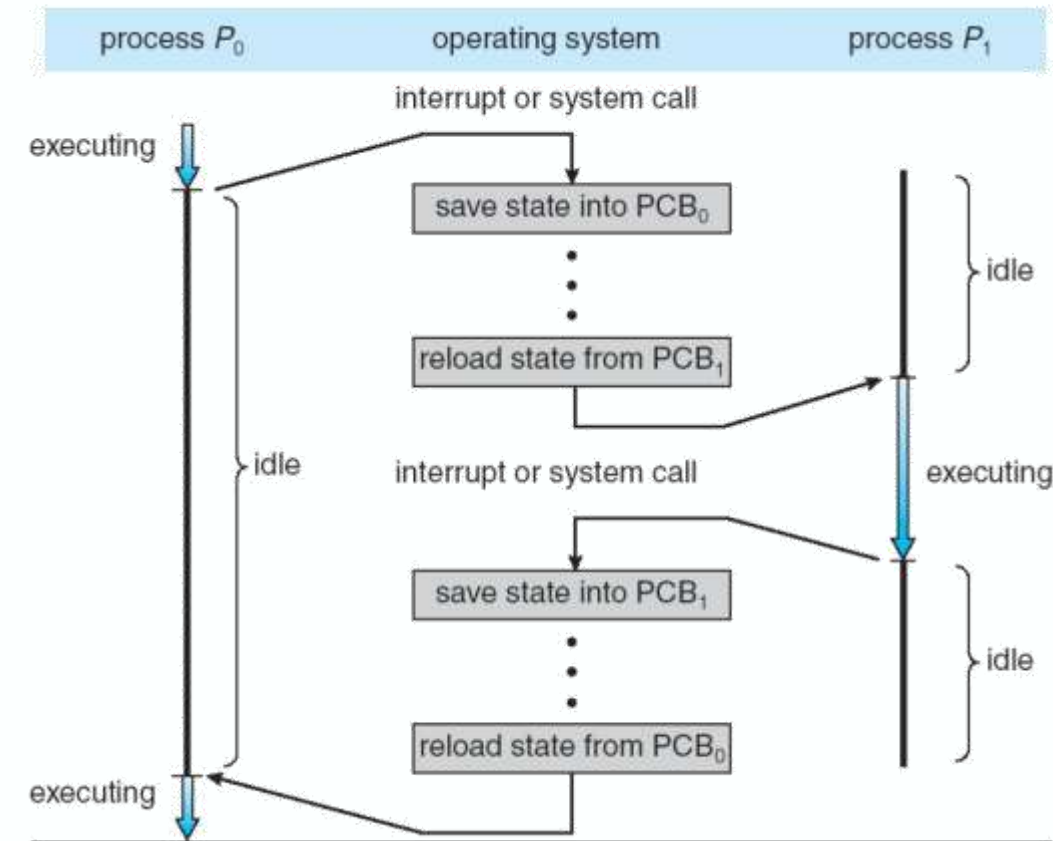 process P₀ operating system process P₁
interrupt or system call
executing
save state into PCB₀
idle
reload state from PCB₁
idle
interrupt or system call
executing
save state into PCB₁
idle
reload state from PCB₀
executing